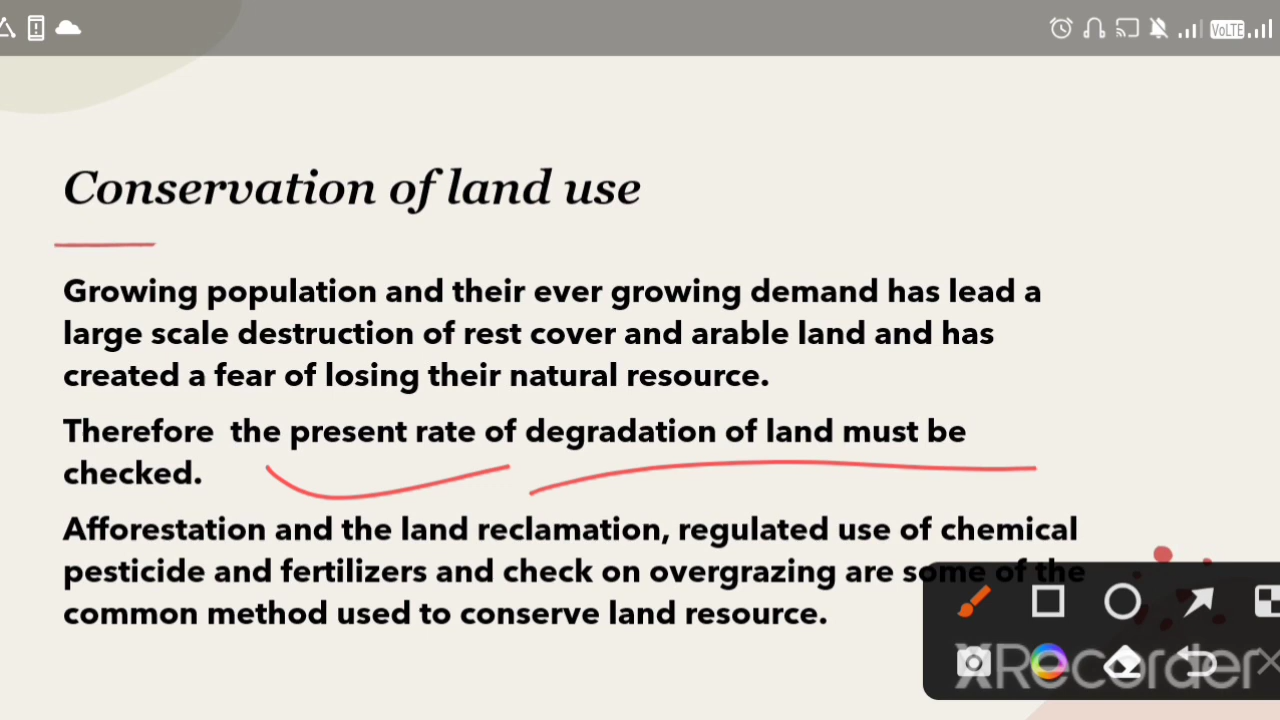 VoLTE
Conservation of land use
Growing population and their ever growing demand has lead a
large scale destruction of rest cover and arable land and has
created a fear of losing their natural resource.
Therefore  the present rate of degradation of land must be
checked.
Afforestation and the land reclamation, regulated use of chemical
pesticide and fertilizers and check on overgrazing are some of the
common method used to conserve land resource.
XRecorder